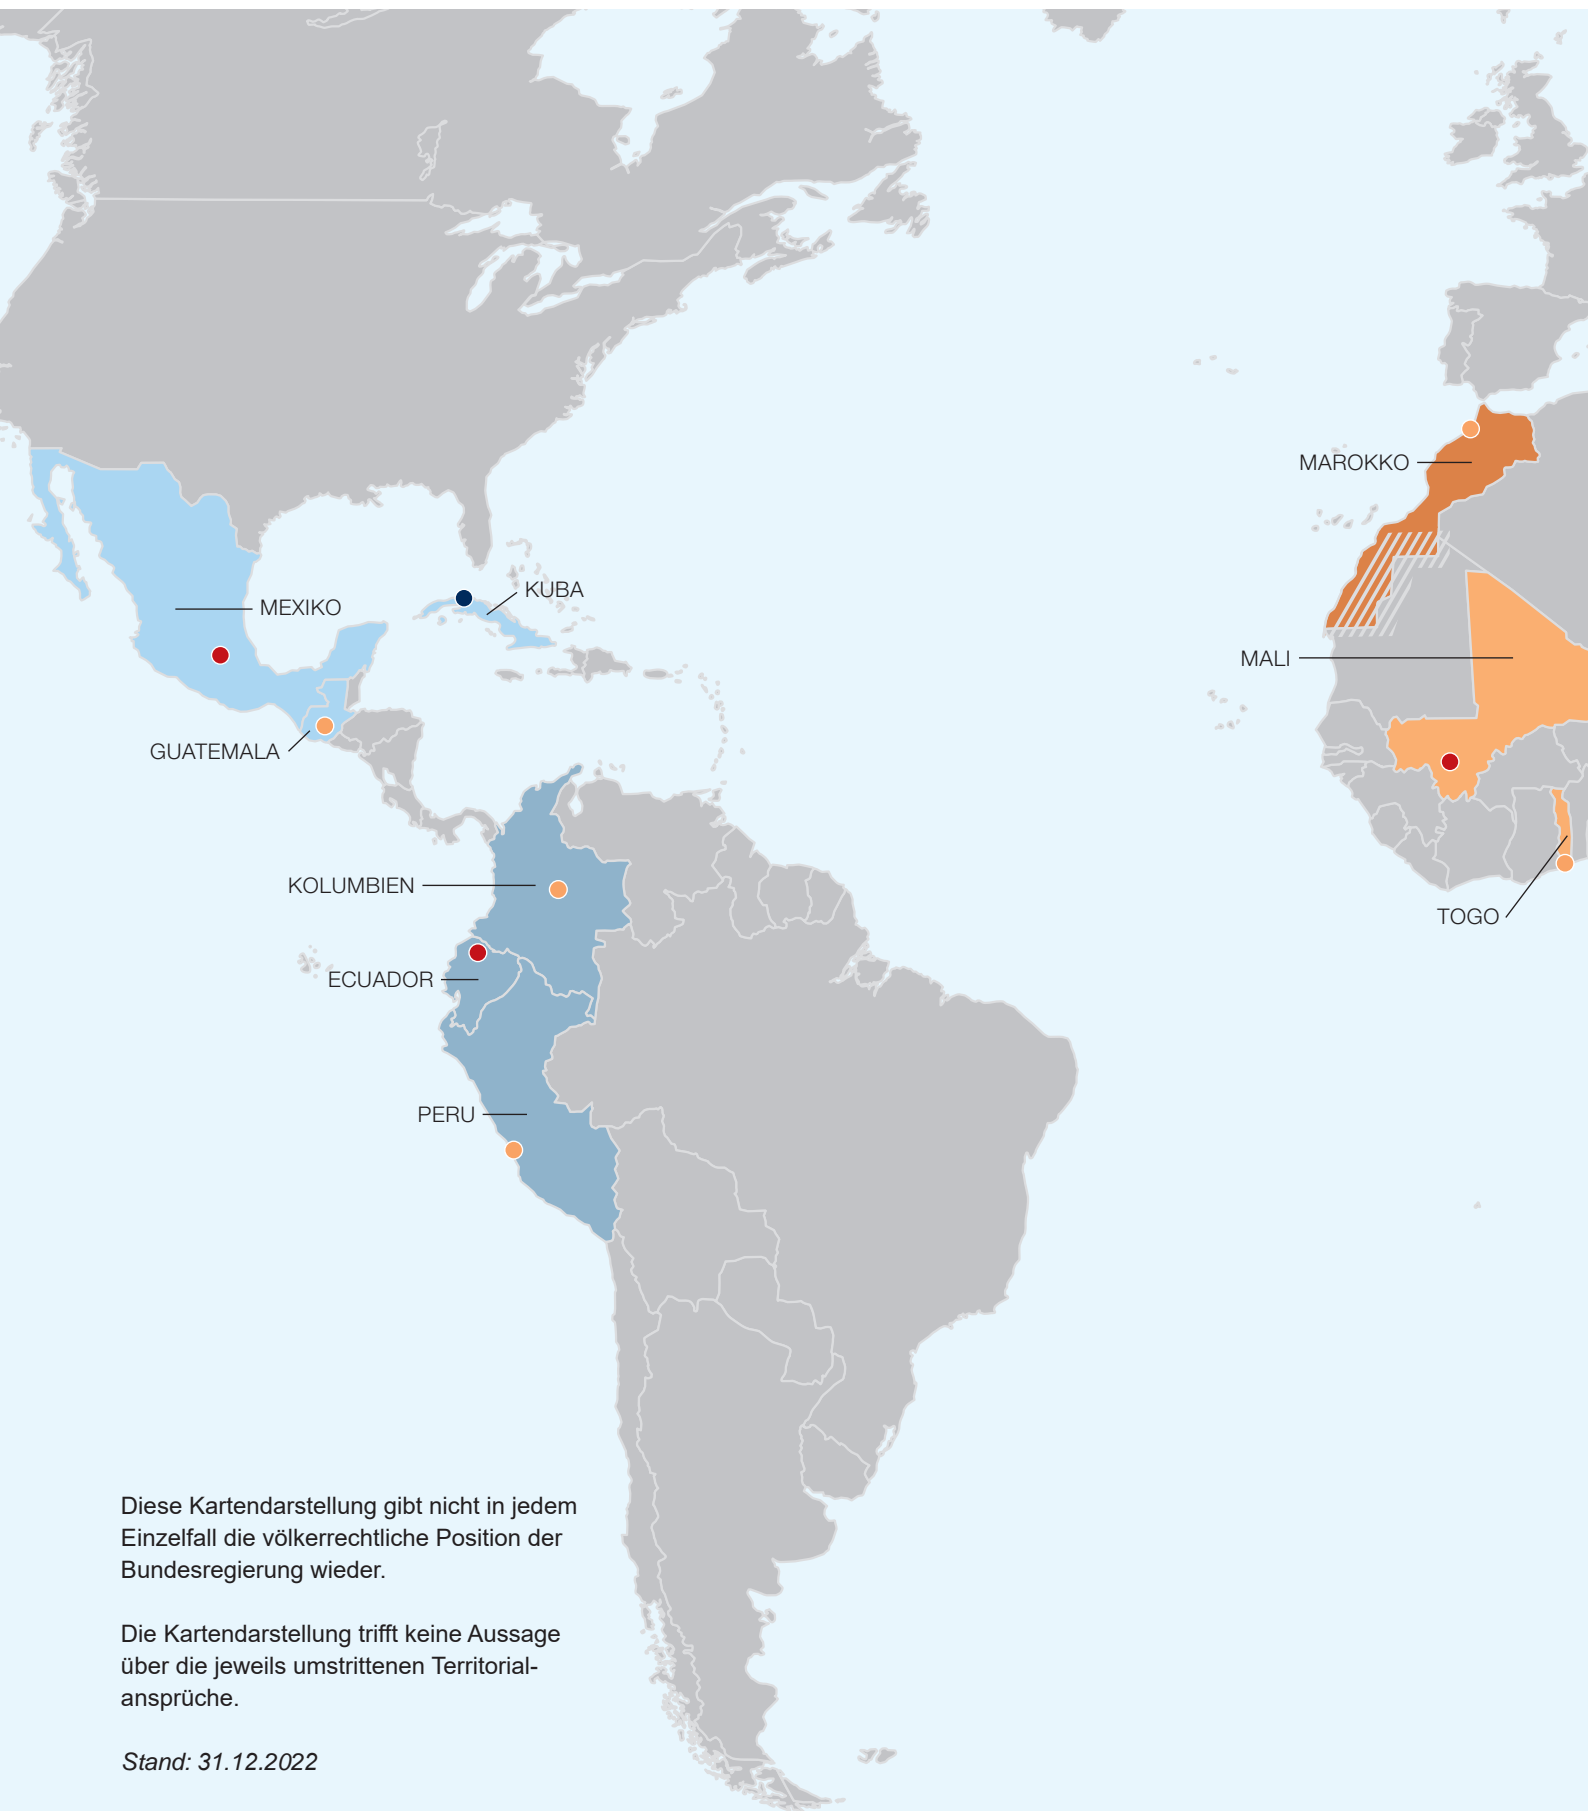 MAROKKO
KUBA
MEXIKO
MALI
GUATEMALA
KOLUMBIEN
TOGO
ECUADOR
PERU
Diese Kartendarstellung gibt nicht in jedem
Einzelfall die völkerrechtliche Position der
Bundesregierung wieder.
Die Kartendarstellung trifft keine Aussage
über die jeweils umstrittenen Territorial-
ansprüche.
Stand: 31.12.2022